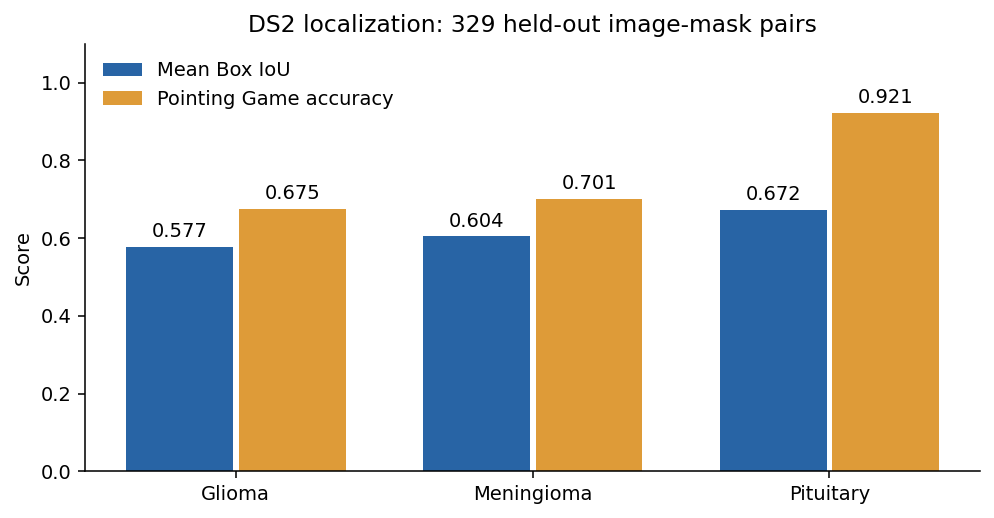 DS2 localization: 329 held-out image-mask pairs
Mean Box IoU
Pointing Game accuracy
Score
1.0
0.8
0.6
0.4
0.2
0.0
0.577
0.675
0.604
0.701
0.672
0.921
Glioma
Meningioma
Pituitary